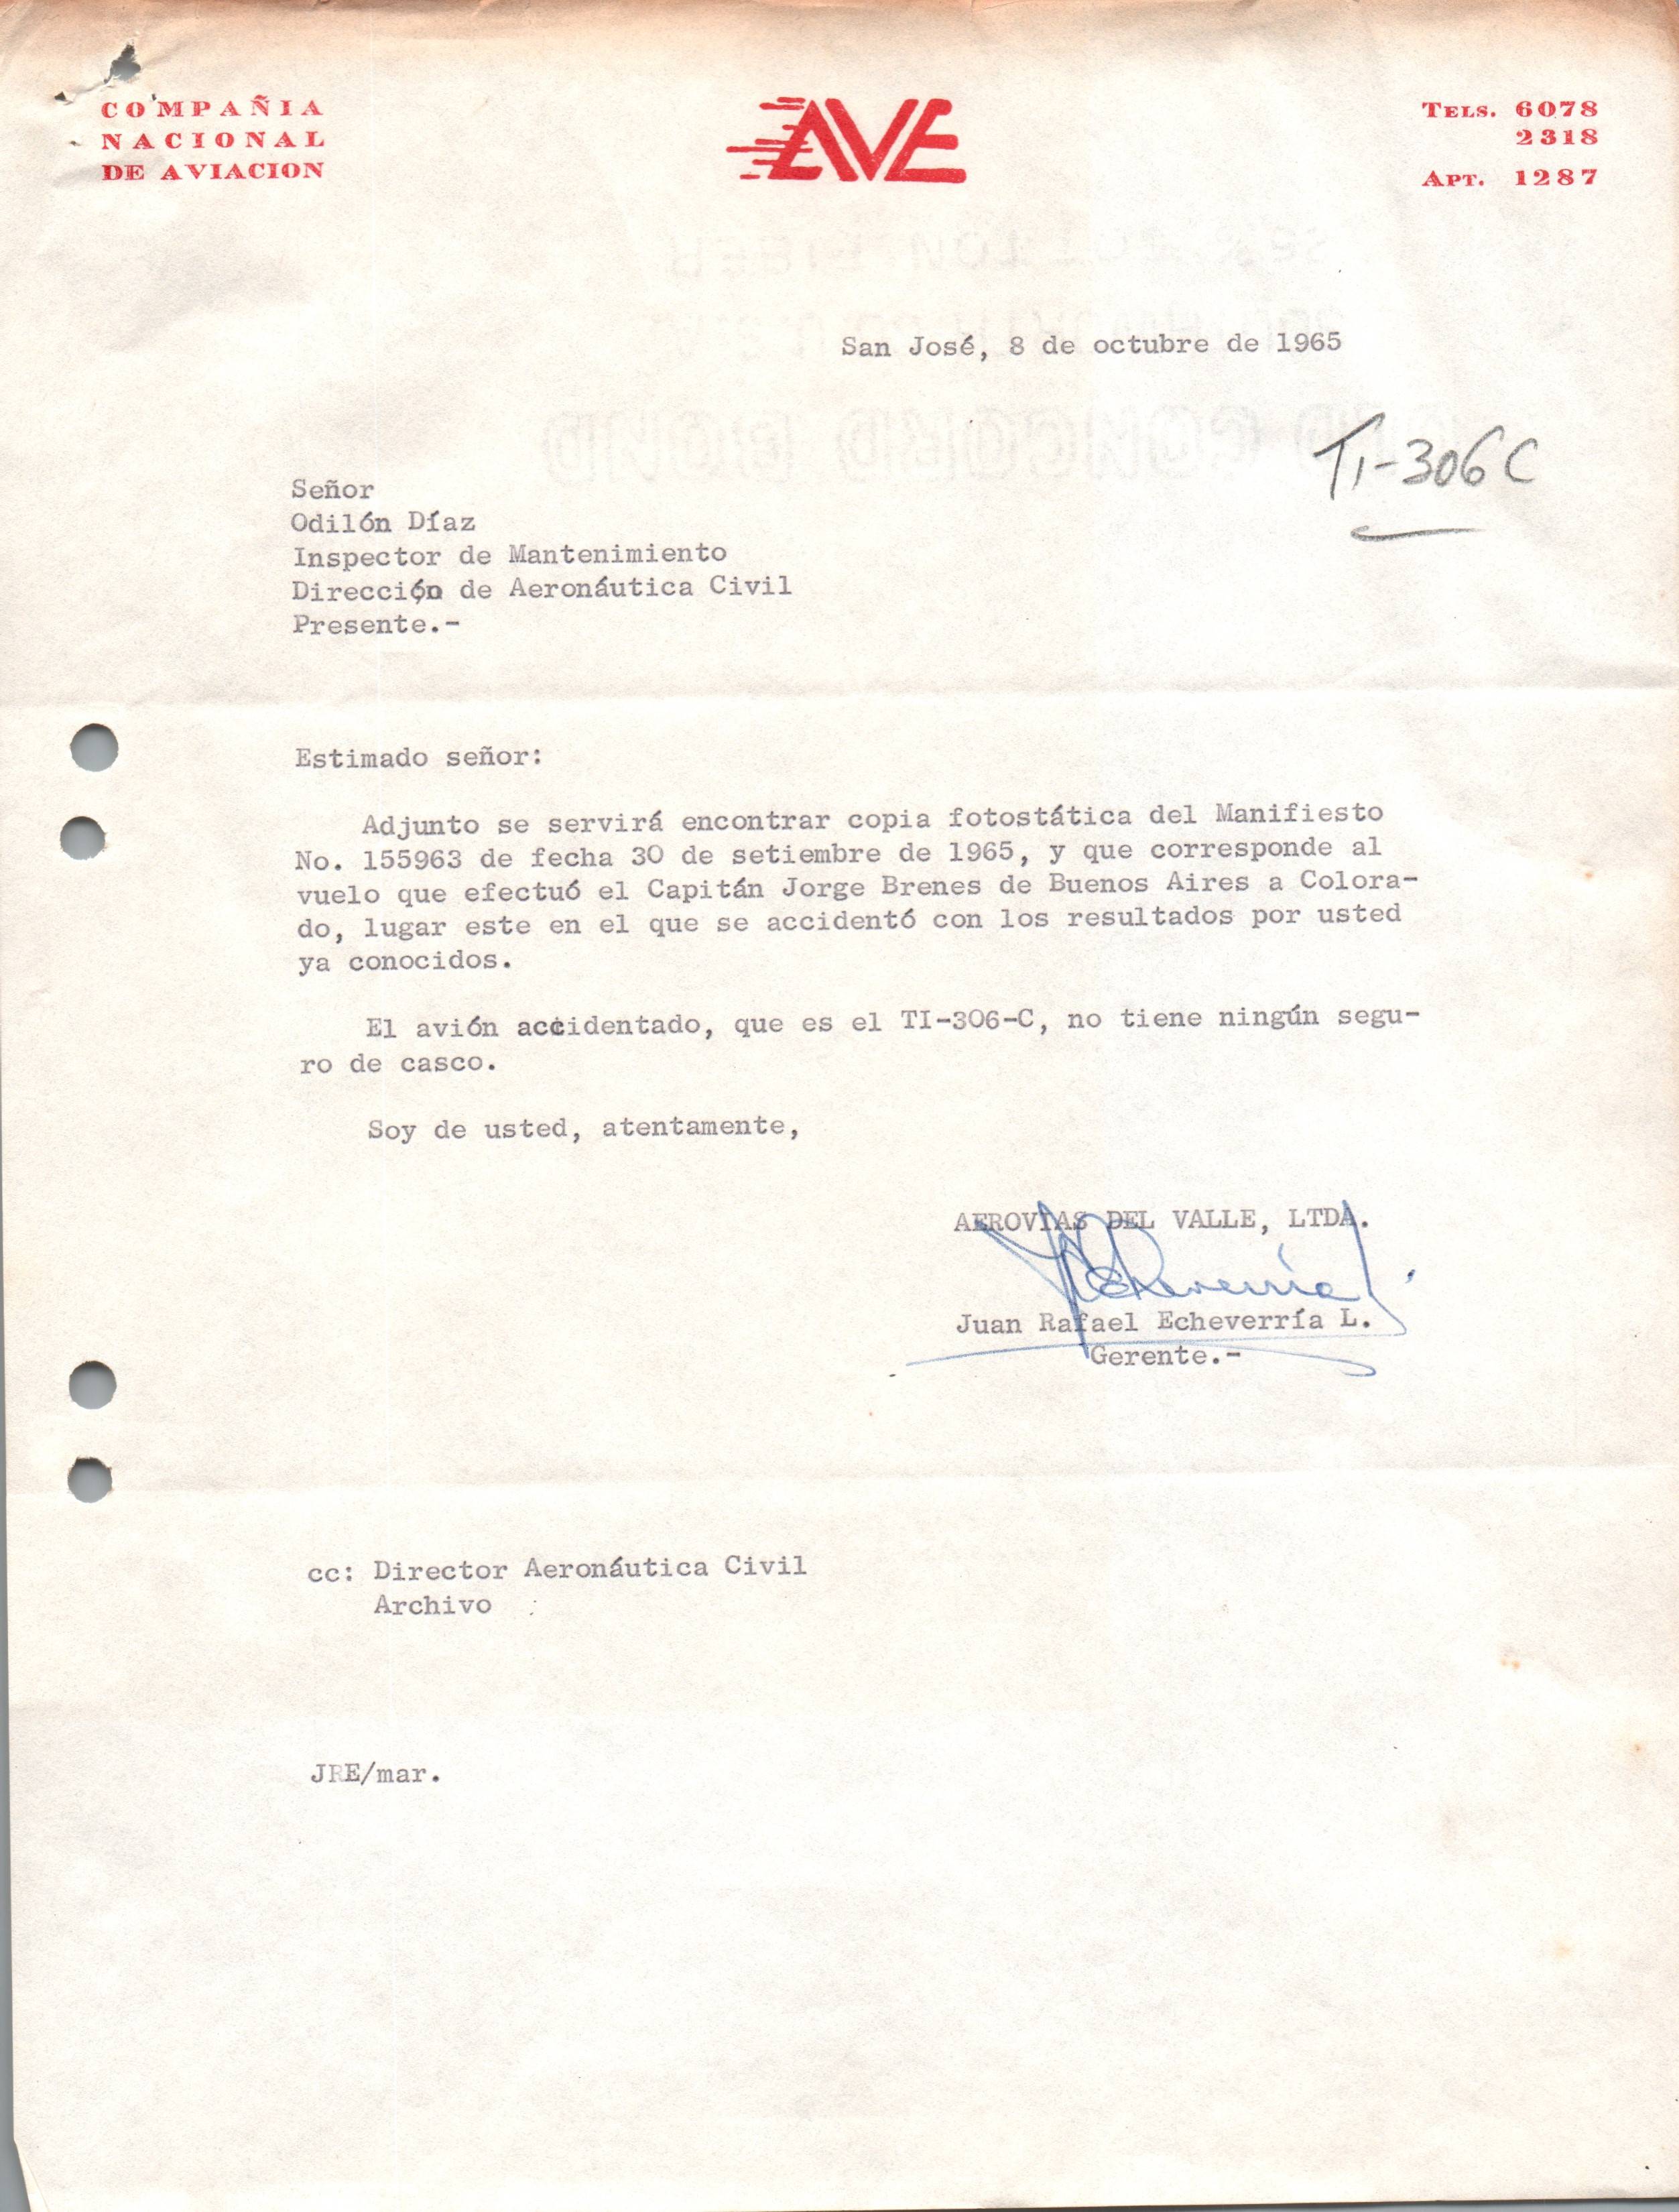 COMPAÑIA
NACIONAL
DE AVIACION
AVE
TELS. 6078
2318
APT. 1287
San José, 8 de octubre de 1965
TI-306C
Señor
Odilón Díaz
Inspector de Mantenimiento
Dirección de Aeronáutica Civil
Presente.-
Estimado señor:
Adjunto se servirá encontrar copia fotostática del Manifiesto
No. 155963 de fecha 30 de setiembre de 1965, y que corresponde al
vuelo que efectuó el Capitán Jorge Brenes de Buenos Aires a Colora-
do, lugar este en el que se accidentó con los resultados por usted
ya conocidos.
El avión accidentado, que es el TI-306-C, no tiene ningún segu-
ro de casco.
Soy de usted, atentamente,
AEROVIAS DEL VALLE, LTDA.
Juan Rafael Echeverría L.
Gerente.-
cc: Director Aeronáutica Civil
Archivo
JRE/mar.